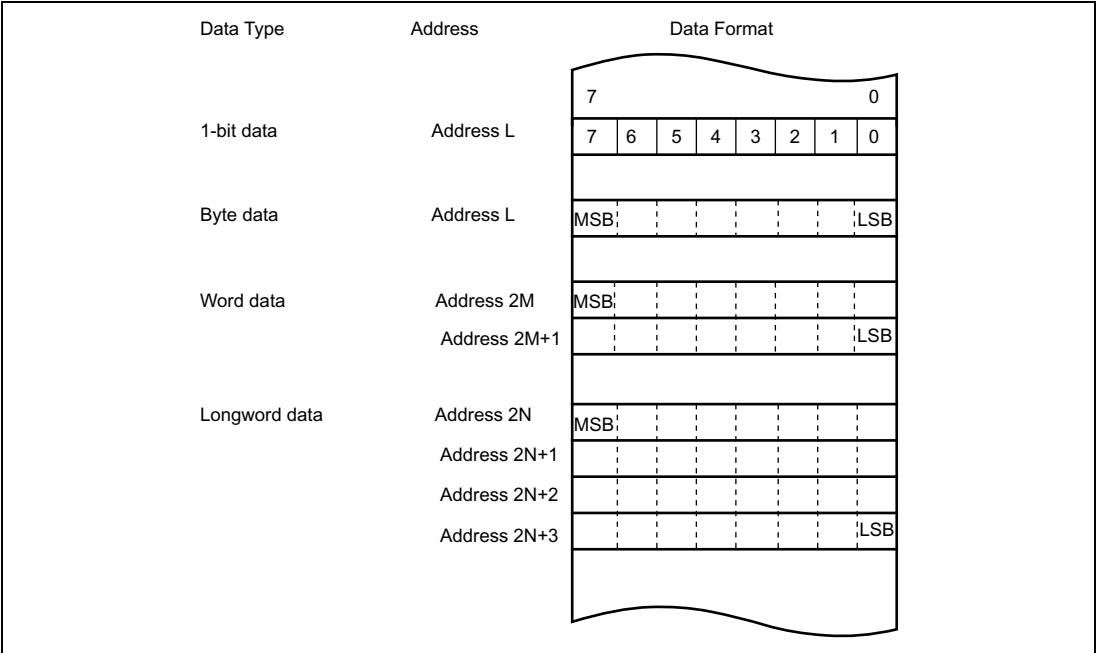 Data Type Address Data Format
7 0
1-bit data Address L 7 6 5 4 3 2 1 0
Byte data Address L MSB LSB
Word data Address 2M MSB
Address 2M+1 LSB
Longword data Address 2N MSB
Address 2N+1
Address 2N+2
Address 2N+3 LSB